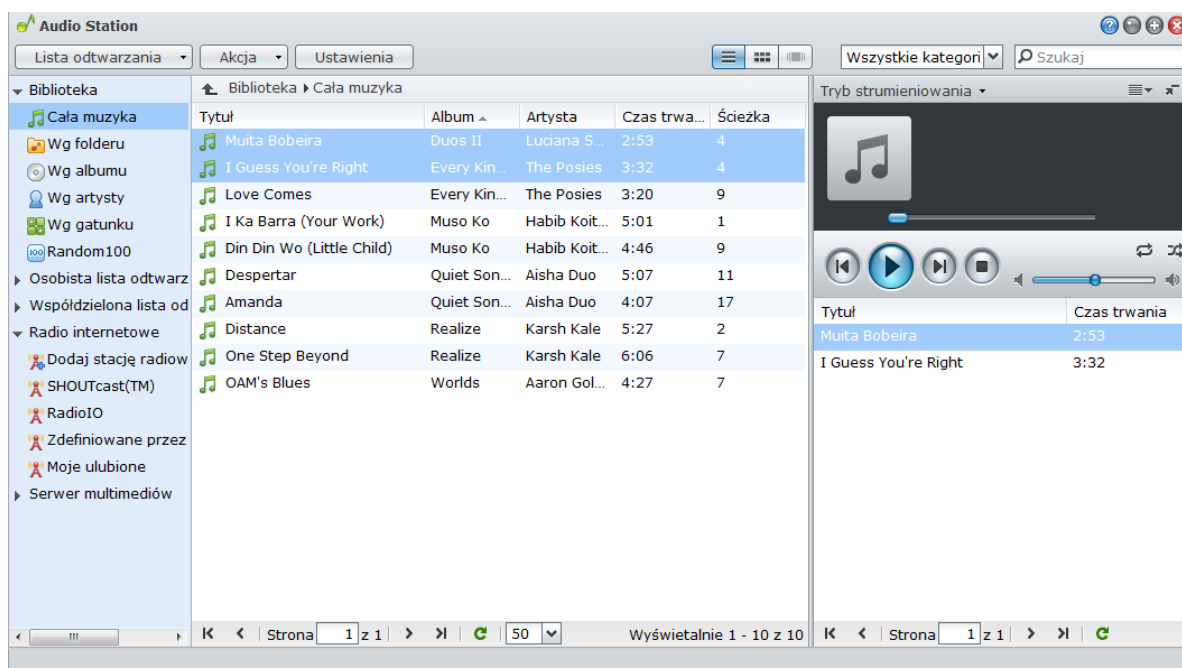 Audio Station
Lista odtwarzania Akcja Ustawienia Wszystkie kategori Szukaj
Biblioteka
Cała muzyka
Wg folderu
Wg albumu
Wg artysty
Wg gatunku
100 Random100
Osobista lista odtwarz
Współdzielona lista od
Radio internetowe
Dodaj stację radiow
SHOUTcast(TM)
RadioIO
Zdefiniowane przez
Moje ulubione
Serwer multimediów
Biblioteka Cała muzyka
Tytuł Album Artysta Czas trwa... Ścieżka
Muita Bobeira Duos II Luciana S... 2:53 4
I Guess You're Right Every Kin... The Posies 3:32 4
Love Comes Every Kin... The Posies 3:20 9
I Ka Barra (Your Work) Muso Ko Habib Koit... 5:01 1
Din Din Wo (Little Child) Muso Ko Habib Koit... 4:46 9
Despertar Quiet Son... Aisha Duo 5:07 11
Amanda Quiet Son... Aisha Duo 4:07 17
Distance Realize Karsh Kale 5:27 2
One Step Beyond Realize Karsh Kale 6:06 7
OAM's Blues Worlds Aaron Gol... 4:27 7
Strona 1 z 1 50 Wyświetalnie 1 - 10 z 10
Tryb strumieniowania
Tytuł Czas trwania
Muita Bobeira 2:53
I Guess You're Right 3:32
Strona 1 z 1